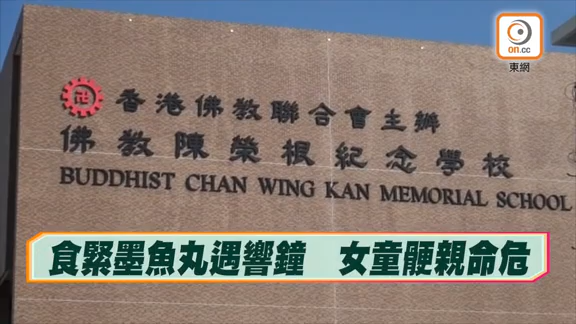 on.cc
東網
香港佛教聯合會主辦
佛教陳榮根紀念學校
BUDDHIST CHAN WING KAN MEMORIAL SCHOOL
食緊墨魚丸遇響鐘 女童骾親命危